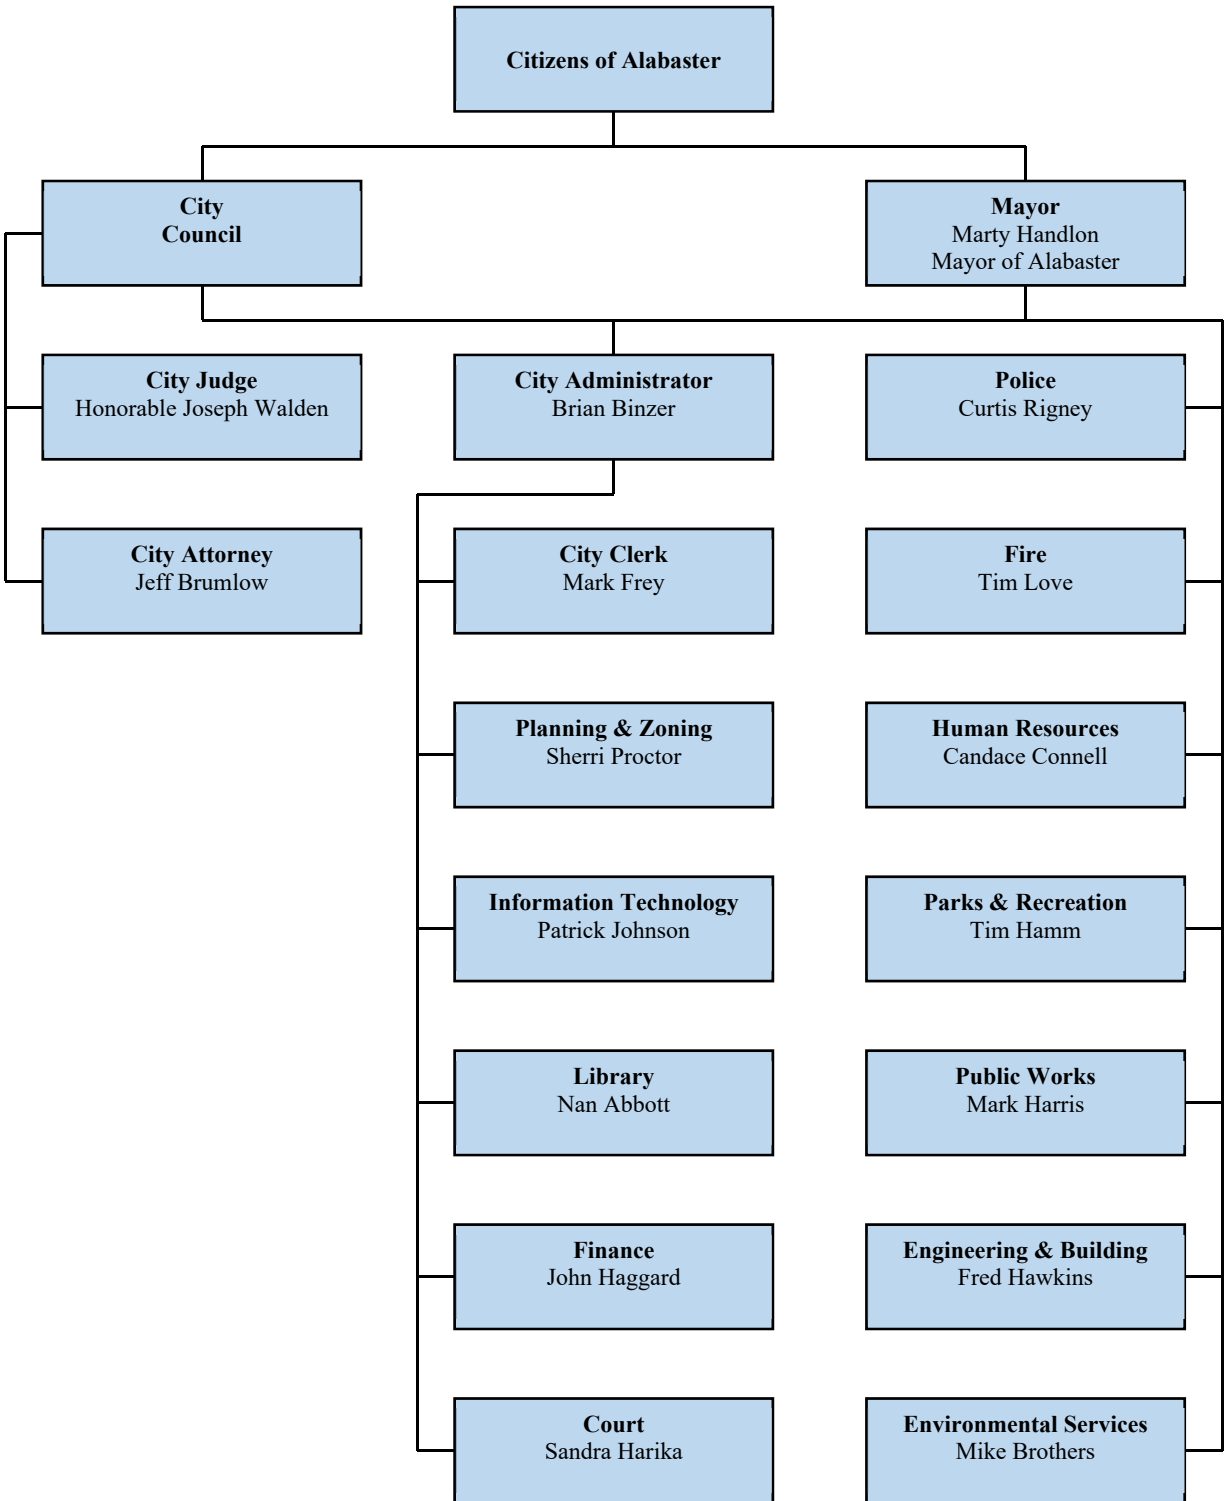 Citizens of Alabaster
City
Council
Mayor
Marty Handlon
Mayor of Alabaster
City Judge
Honorable Joseph Walden
City Administrator
Brian Binzer
Police
Curtis Rigney
City Attorney
Jeff Brumlow
City Clerk
Mark Frey
Fire
Tim Love
Planning & Zoning
Sherri Proctor
Human Resources
Candace Connell
Information Technology
Patrick Johnson
Parks & Recreation
Tim Hamm
Library
Nan Abbott
Public Works
Mark Harris
Finance
John Haggard
Engineering & Building
Fred Hawkins
Court
Sandra Harika
Environmental Services
Mike Brothers